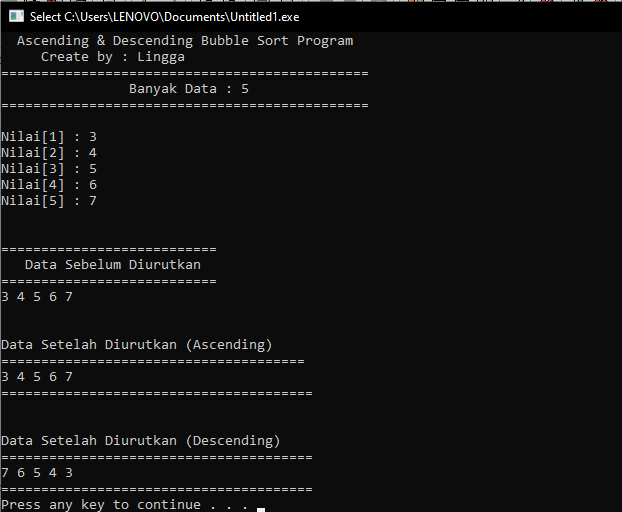 Select C:\Users\LENOVO\Documents\Untitled1.exe
Ascending & Descending Bubble Sort Program
Create by : Lingga
==============================================
Banyak Data : 5
==============================================
Nilai[1] : 3
Nilai[2] : 4
Nilai[3] : 5
Nilai[4] : 6
Nilai[5] : 7
===========================
Data Sebelum Diurutkan
===========================
3 4 5 6 7
Data Setelah Diurutkan (Ascending)
======================================
3 4 5 6 7
=======================================
Data Setelah Diurutkan (Descending)
=======================================
7 6 5 4 3
=======================================
Press any key to continue . . .